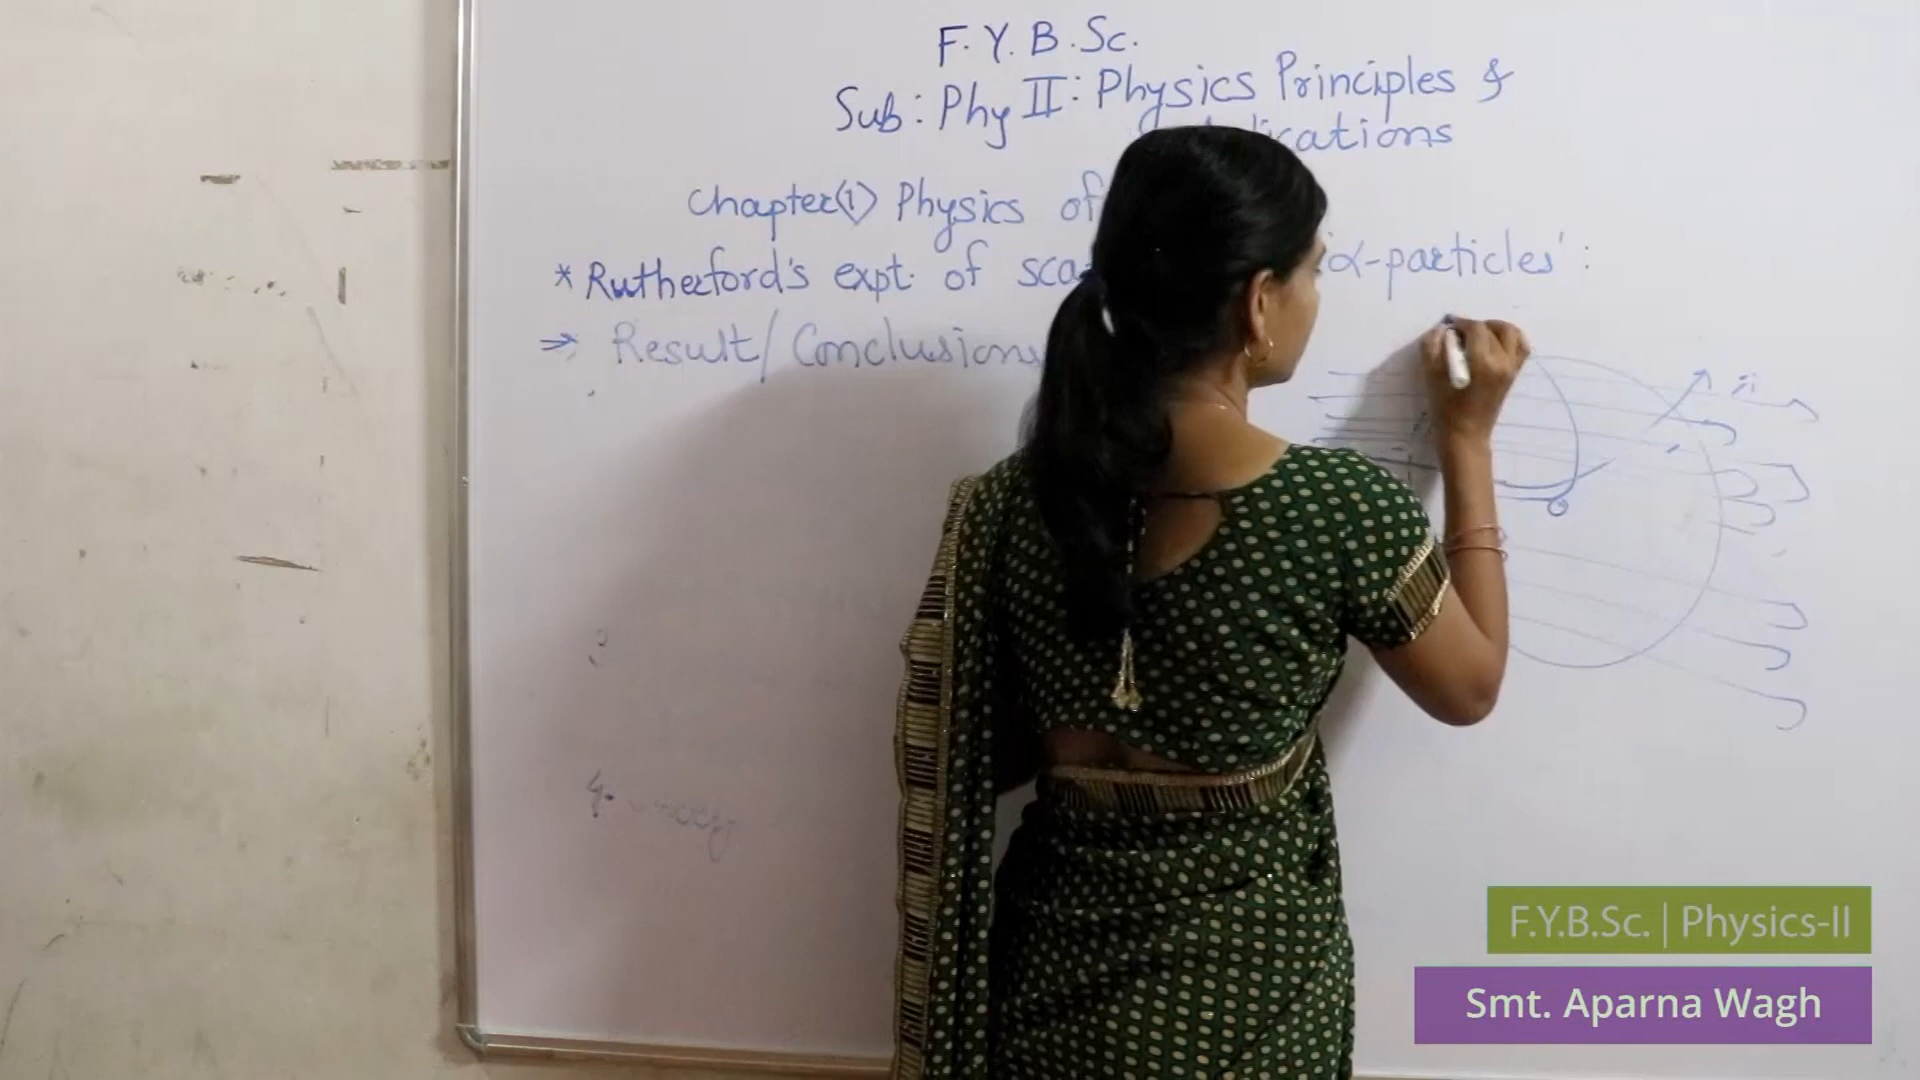 F.Y.B.Sc.
Sub: Phy II: Physics Principles &
Chapter(1) Physics of
* Rutherford's expt. of 'α-particles':
⇒ Result/Conclusions
F.Y.B.Sc. | Physics-II
Smt. Aparna Wagh